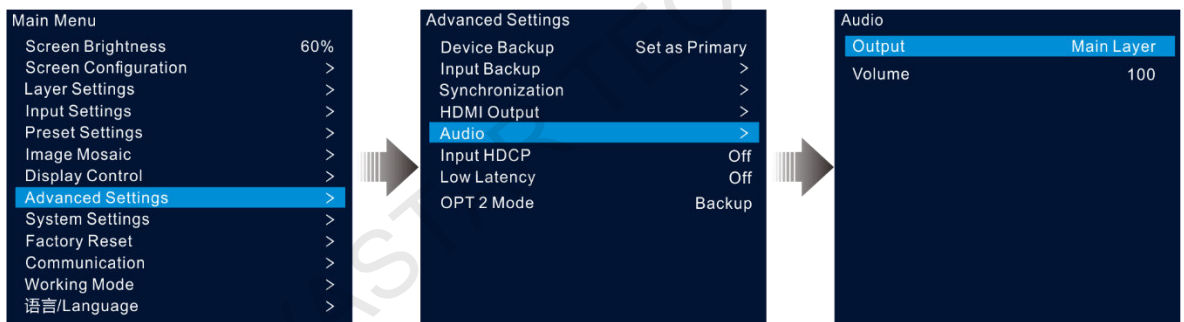 Main Menu
Screen Brightness 60%
Screen Configuration >
Layer Settings >
Input Settings >
Preset Settings >
Image Mosaic >
Display Control >
Advanced Settings >
System Settings >
Factory Reset >
Communication >
Working Mode >
语言/Language >
Advanced Settings
Device Backup Set as Primary
Input Backup >
Synchronization >
HDMI Output >
Audio >
Input HDCP Off
Low Latency Off
OPT 2 Mode Backup
Audio
Output Main Layer
Volume 100